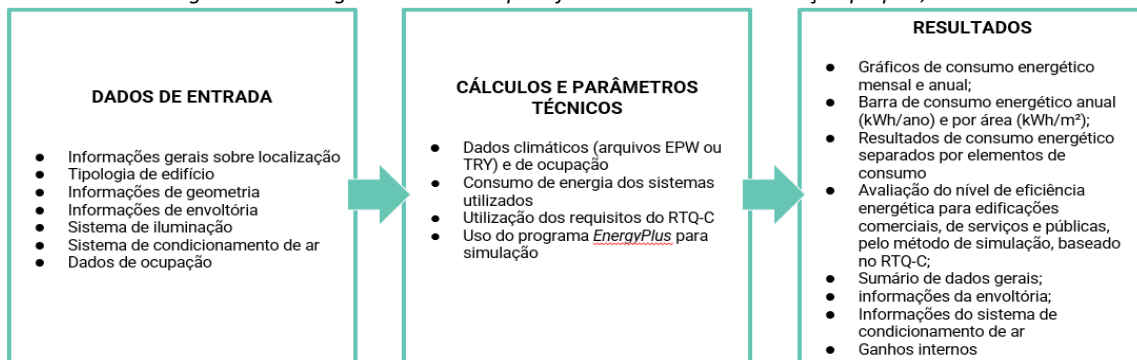 DADOS DE ENTRADA
● Informações gerais sobre localização
● Tipologia de edifício
● Informações de geometria
● Informações de envoltória
● Sistema de iluminação
● Sistema de condicionamento de ar
● Dados de ocupação
CÁLCULOS E PARÂMETROS
TÉCNICOS
● Dados climáticos (arquivos EPW ou
TRY) e de ocupação
● Consumo de energia dos sistemas
utilizados
● Utilização dos requisitos do RTQ-C
● Uso do programa EnergyPlus para
simulação
RESULTADOS
● Gráficos de consumo energético
mensal e anual;
● Barra de consumo energético anual
(kWh/ano) e por área (kWh/m²);
● Resultados de consumo energético
separados por elementos de
consumo
● Avaliação do nível de eficiência
energética para edificações
comerciais, de serviços e públicas,
pelo método de simulação, baseado
no RTQ-C;
● Sumário de dados gerais;
● informações da envoltória;
● Informações do sistema de
condicionamento de ar
● Ganhos internos